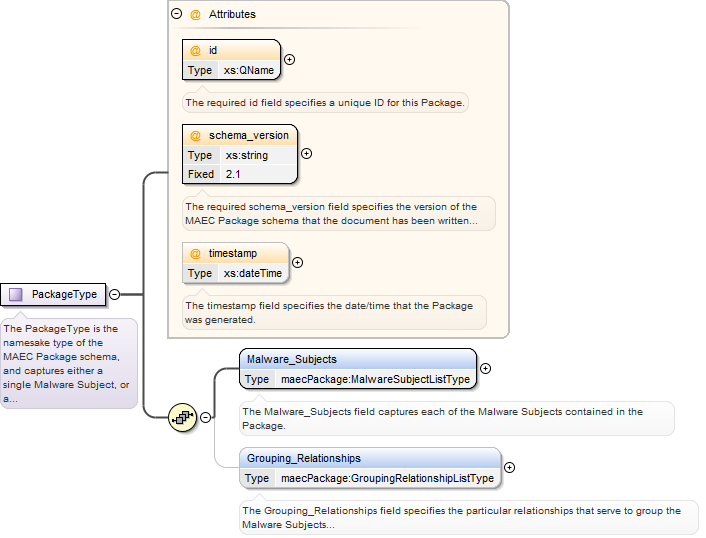 Attributes
@ id
Type xs:QName
The required id field specifies a unique ID for this Package.
@ schema_version
Type xs:string
Fixed 2.1
The required schema_version field specifies the version of the
MAEC Package schema that the document has been written...
@ timestamp
Type xs:dateTime
The timestamp field specifies the date/time that the Package
was generated.
PackageType
The PackageType is the
namesake type of the
MAEC Package schema,
and captures either a
single Malware Subject, or
a...
Malware_Subjects
Type maecPackage:MalwareSubjectListType
The Malware_Subjects field captures each of the Malware Subjects contained in the
Package.
Grouping_Relationships
Type maecPackage:GroupingRelationshipListType
The Grouping_Relationships field specifies the particular relationships that serve to group the
Malware Subjects...